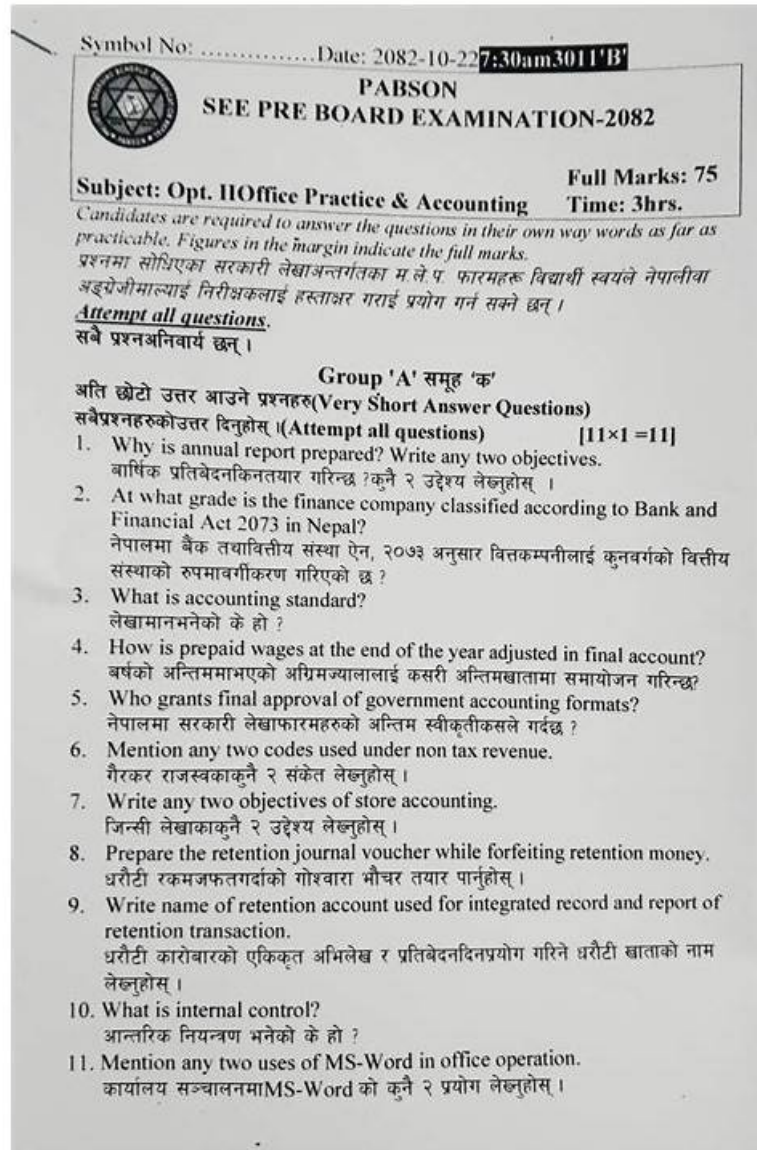 Symbol No: ...............Date: 2082-10-227:30am3011'B'
PABSON
SEE PRE BOARD EXAMINATION-2082
Full Marks: 75
Subject: Opt. IIOffice Practice & Accounting Time: 3hrs.
Candidates are required to answer the questions in their own way words as far as
practicable. Figures in the margin indicate the full marks.
प्रश्नमा सोधिएका सरकारी लेखाअन्तर्गतका म.ले.प. फारमहरू विद्यार्थी स्वयंले नेपालीवा
अङ्ग्रेजीमाल्याई निरीक्षकलाई हस्ताक्षर गराई प्रयोग गर्न सक्ने छन् ।
Attempt all questions.
सबै प्रश्नअनिवार्य छन् ।
Group 'A' समूह ‘क’
अति छोटो उत्तर आउने प्रश्नहरु(Very Short Answer Questions)
सबैप्रश्नहरुकोउत्तर दिनुहोस् ।(Attempt all questions) [11×1 =11]
1. Why is annual report prepared? Write any two objectives.
बार्षिक प्रतिबेदनकिनतयार गरिन्छ ?कुनै २ उद्देश्य लेख्नुहोस् ।
2. At what grade is the finance company classified according to Bank and
Financial Act 2073 in Nepal?
नेपालमा बैंक तथावित्तीय संस्था ऐन, २०७३ अनुसार वित्तकम्पनीलाई कुनवर्गको वित्तीय
संस्थाको रुपमावर्गीकरण गरिएको छ ?
3. What is accounting standard?
लेखामानभनेको के हो ?
4. How is prepaid wages at the end of the year adjusted in final account?
बर्षको अन्तिममाभएको अग्रिमज्यालालाई कसरी अन्तिमखातामा समायोजन गरिन्छ?
5. Who grants final approval of government accounting formats?
नेपालमा सरकारी लेखाफारमहरुको अन्तिम स्वीकृतीकसले गर्दछ ?
6. Mention any two codes used under non tax revenue.
गैरकर राजस्वकाकुनै २ संकेत लेख्नुहोस् ।
7. Write any two objectives of store accounting.
जिन्सी लेखाकाकुनै २ उद्देश्य लेख्नुहोस् ।
8. Prepare the retention journal voucher while forfeiting retention money.
धरौटी रकमजफतगर्दाको गोश्वारा भौचर तयार पार्नुहोस् ।
9. Write name of retention account used for integrated record and report of
retention transaction.
धरौटी कारोबारको एकिकृत अभिलेख र प्रतिबेदनदिनप्रयोग गरिने धरौटी खाताको नाम
लेख्नुहोस् ।
10. What is internal control?
आन्तरिक नियन्त्रण भनेको के हो ?
11. Mention any two uses of MS-Word in office operation.
कार्यालय सञ्चालनमाMS-Word को कुनै २ प्रयोग लेख्नुहोस् ।